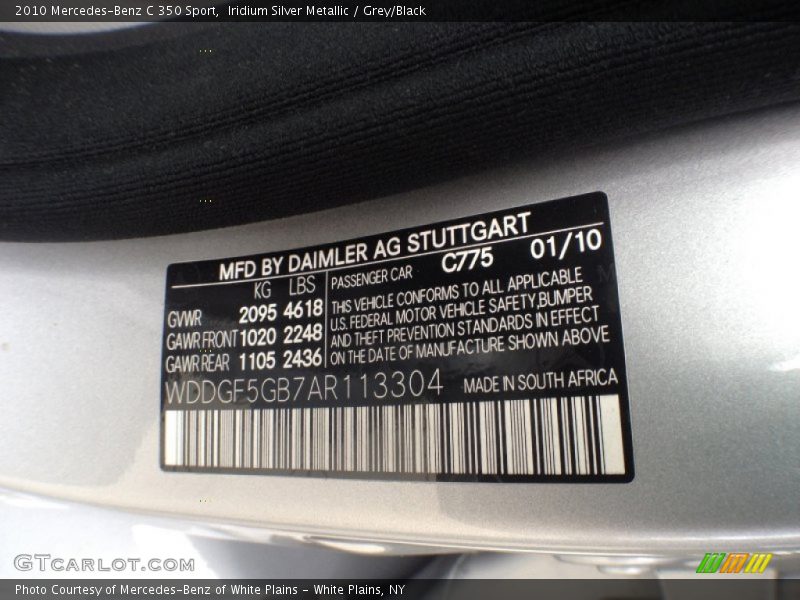 2010 Mercedes-Benz C 350 Sport,  Iridium Silver Metallic / Grey/Black
MFD BY DAIMLER AG STUTTGART
KG LBS
GVWR 2095 4618
GAWR FRONT 1020 2248
GAWR REAR 1105 2436
PASSENGER CAR C775 01/10
THIS VEHICLE CONFORMS TO ALL APPLICABLE
U.S. FEDERAL MOTOR VEHICLE SAFETY,BUMPER
AND THEFT PREVENTION STANDARDS IN EFFECT
ON THE DATE OF MANUFACTURE SHOWN ABOVE
WDDGF5GB7AR113304 MADE IN SOUTH AFRICA
GTCARLOT.COM
Photo Courtesy of Mercedes-Benz of White Plains - White Plains, NY